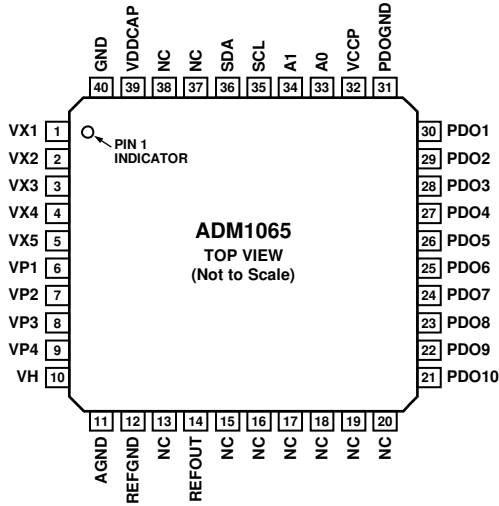 GND
VDDCAP
NC
NC
SDA
SCL
A1
A0
VCCP
PDOGND
40
39
38
37
36
35
34
33
32
31
VX1 1
VX2 2
VX3 3
VX4 4
VX5 5
VP1 6
VP2 7
VP3 8
VP4 9
VH 10
PIN 1
INDICATOR
ADM1065
TOP VIEW
(Not to Scale)
30 PDO1
29 PDO2
28 PDO3
27 PDO4
26 PDO5
25 PDO6
24 PDO7
23 PDO8
22 PDO9
21 PDO10
11
12
13
14
15
16
17
18
19
20
AGND
REFGND
NC
REFOUT
NC
NC
NC
NC
NC
NC